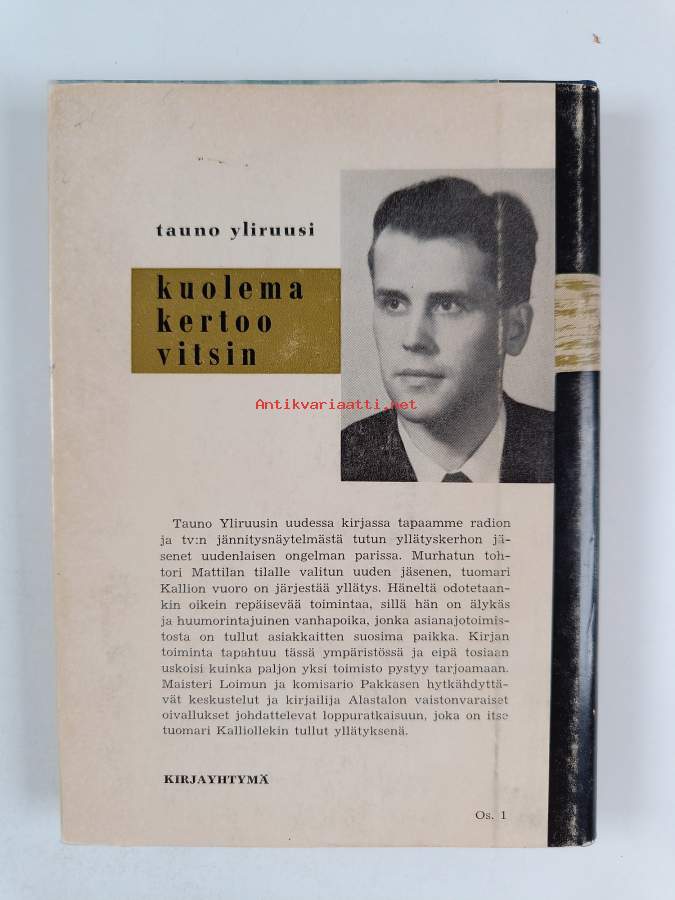 tauno yliruusi
kuolema
kertoo
vitsin
Antikvariaatti.net
Tauno Yliruusin uudessa kirjassa tapaamme radion
ja tv:n jännitysnäytelmästä tutun yllätyskerhon jä-
senet uudenlaisen ongelman parissa. Murhatun toh-
tori Mattilan tilalle valitun uuden jäsenen, tuomari
Kallion vuoro on järjestää yllätys. Häneltä odotetaan-
kin oikein repäisevää toimintaa, sillä hän on älykäs
ja huumorintajuinen vanhapoika, jonka asianajotoimis-
tosta on tullut asiakkaitten suosima paikka. Kirjan
toiminta tapahtuu tässä ympäristössä ja eipä tosiaan
uskoisi kuinka paljon yksi toimisto pystyy tarjoamaan.
Maisteri Loimun ja komisario Pakkasen hytkähdyttä-
vät keskustelut ja kirjailija Alastalon vaistonvaraiset
oivallukset johdattelevat loppuratkaisuun, joka on itse
tuomari Kalliollekin tullut yllätyksenä.
KIRJAYHTYMÄ
Os. 1